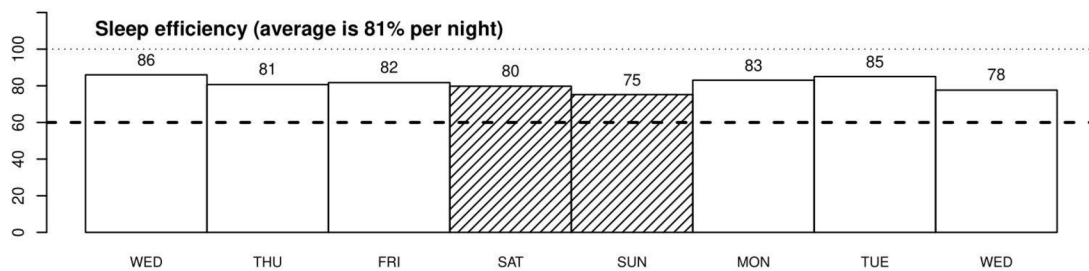 Sleep efficiency (average is 81% per night)
100
80
60
40
20
0
86 81 82 80 75 83 85 78
WED THU FRI SAT SUN MON TUE WED